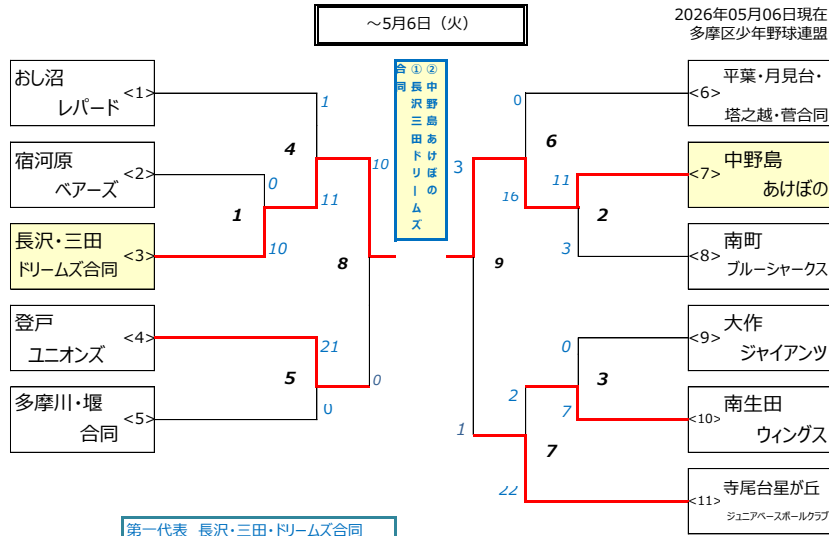 ～5月6日（火）
2026年05月06日現在
多摩区少年野球連盟
おし沼
レパード
<1>
宿河原
ベアーズ
<2>
長沢・三田
ドリームズ合同
<3>
登戸
ユニオンズ
<4>
多摩川・堰
合同
<5>
1
4
0
11
1
10
10
8
21
5
0
0
②中野島あけぼの
①長沢三田ドリームズ
合同
3
0
6
16
11
2
3
9
0
3
2
7
1
7
22
<6>
平葉・月見台・
塔之越・菅合同
<7>
中野島
あけぼの
<8>
南町
ブルーシャークス
<9>
大作
ジャイアンツ
<10>
南生田
ウィングス
<11>
寺尾台星が丘
ジュニアベースボールクラブ
第一代表 長沢・三田・ドリームズ合同